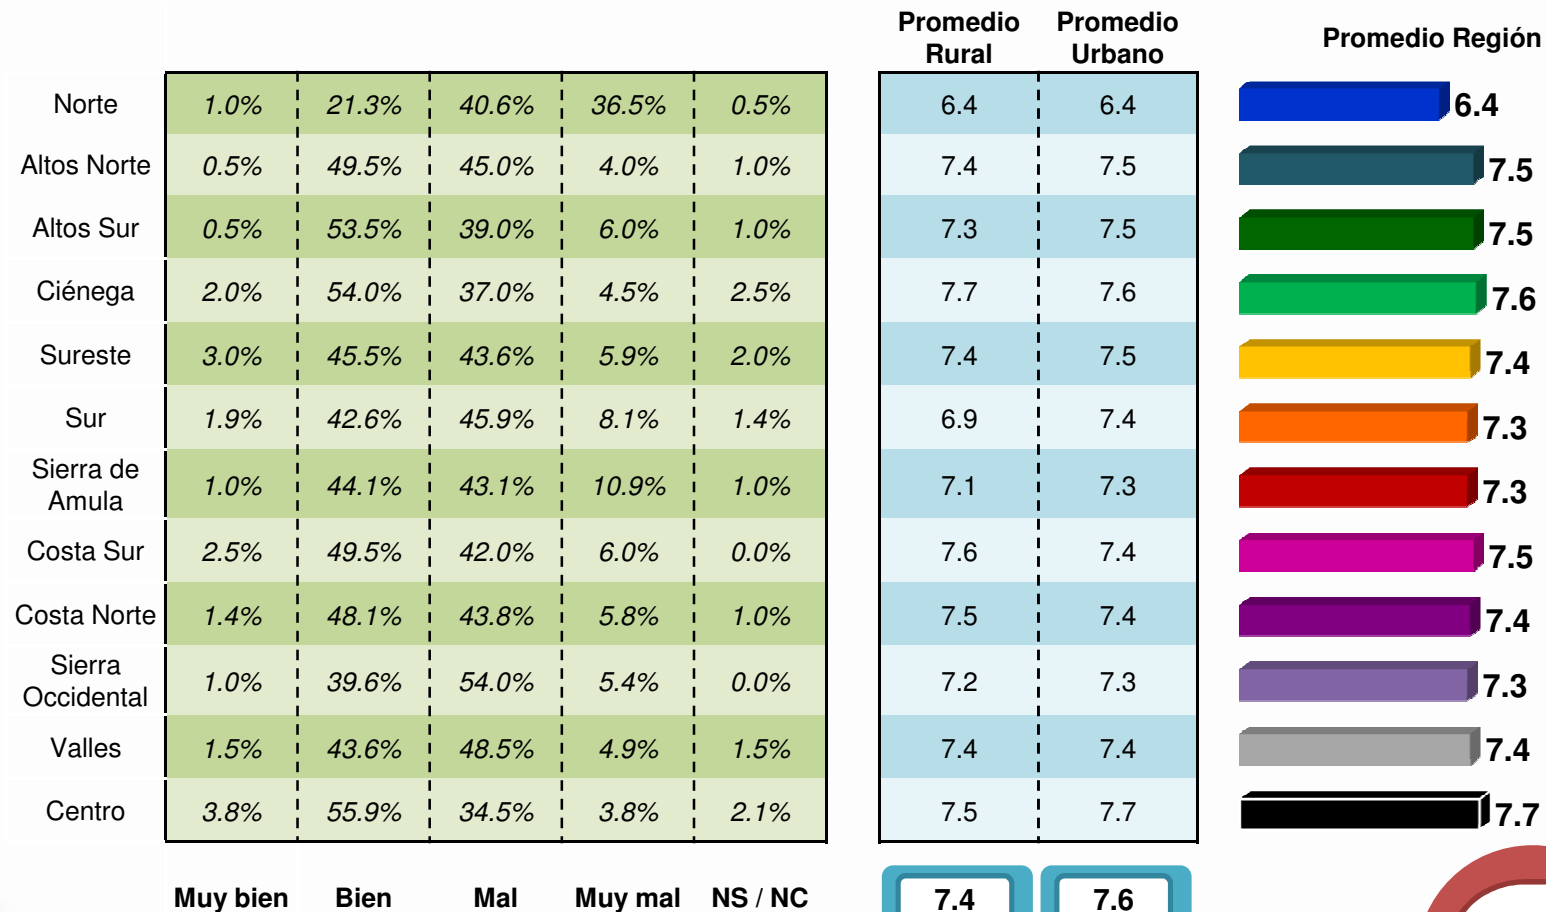 Promedio Rural Promedio Urbano Promedio Región
Norte 1.0% 21.3% 40.6% 36.5% 0.5% 6.4 6.4 6.4
Altos Norte 0.5% 49.5% 45.0% 4.0% 1.0% 7.4 7.5 7.5
Altos Sur 0.5% 53.5% 39.0% 6.0% 1.0% 7.3 7.5 7.5
Ciénega 2.0% 54.0% 37.0% 4.5% 2.5% 7.7 7.6 7.6
Sureste 3.0% 45.5% 43.6% 5.9% 2.0% 7.4 7.5 7.4
Sur 1.9% 42.6% 45.9% 8.1% 1.4% 6.9 7.4 7.3
Sierra de Amula 1.0% 44.1% 43.1% 10.9% 1.0% 7.1 7.3 7.3
Costa Sur 2.5% 49.5% 42.0% 6.0% 0.0% 7.6 7.4 7.5
Costa Norte 1.4% 48.1% 43.8% 5.8% 1.0% 7.5 7.4 7.4
Sierra Occidental 1.0% 39.6% 54.0% 5.4% 0.0% 7.2 7.3 7.3
Valles 1.5% 43.6% 48.5% 4.9% 1.5% 7.4 7.4 7.4
Centro 3.8% 55.9% 34.5% 3.8% 2.1% 7.5 7.7 7.7
Muy bien Bien Mal Muy mal NS / NC 7.4 7.6